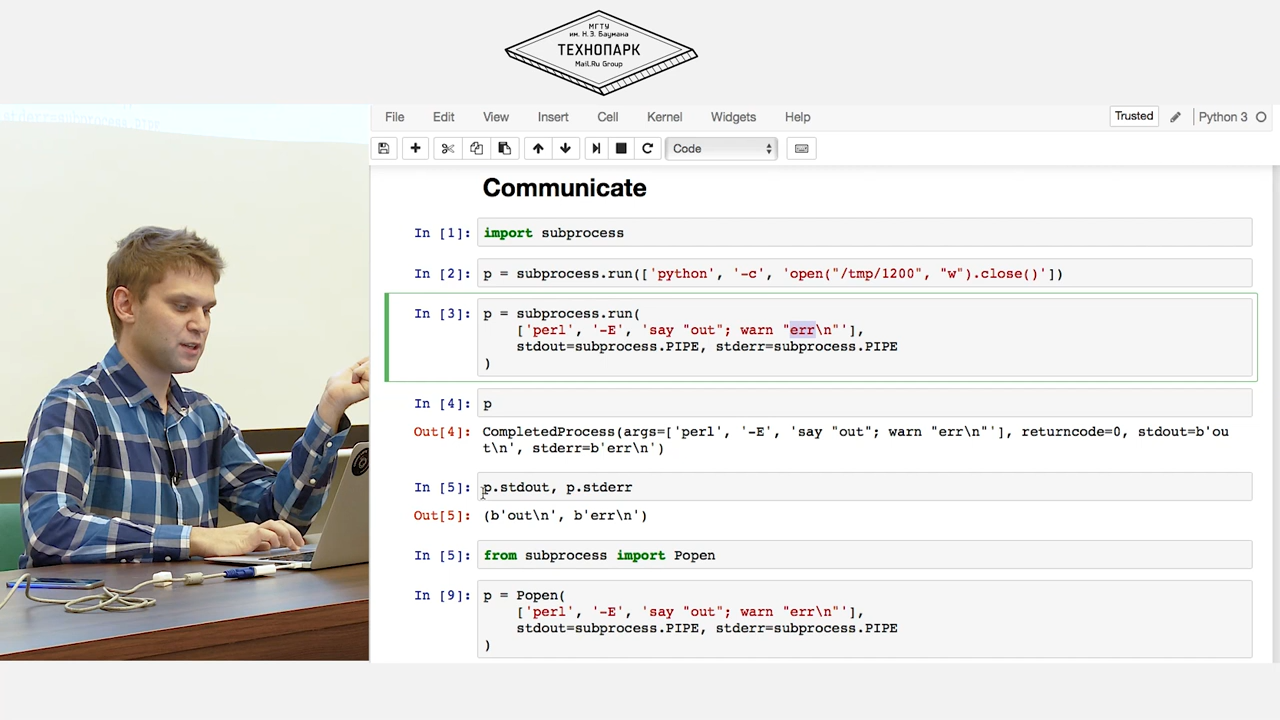 МГТУ
им. Н.Э. Баумана
ТЕХНОПАРК
Mail.Ru Group
File Edit View Insert Cell Kernel Widgets Help
Trusted
Python 3
Code
Communicate
In [1]: import subprocess
In [2]: p = subprocess.run(['python', '-c', 'open("/tmp/1200", "w").close()'])
In [3]: p = subprocess.run(
['perl', '-E', 'say "out"; warn "err\n"'],
stdout=subprocess.PIPE, stderr=subprocess.PIPE
)
In [4]: p
Out[4]: CompletedProcess(args=['perl', '-E', 'say "out"; warn "err\n"'], returncode=0, stdout=b'ou
t\n', stderr=b'err\n')
In [5]: p.stdout, p.stderr
Out[5]: (b'out\n', b'err\n')
In [5]: from subprocess import Popen
In [9]: p = Popen(
['perl', '-E', 'say "out"; warn "err\n"'],
stdout=subprocess.PIPE, stderr=subprocess.PIPE
)